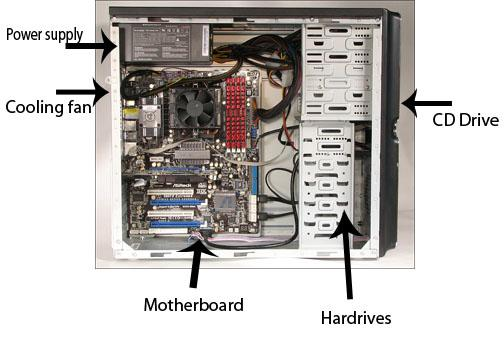 Power supply
Cooling fan
CD Drive
ASRock
Motherboard
Hardrives